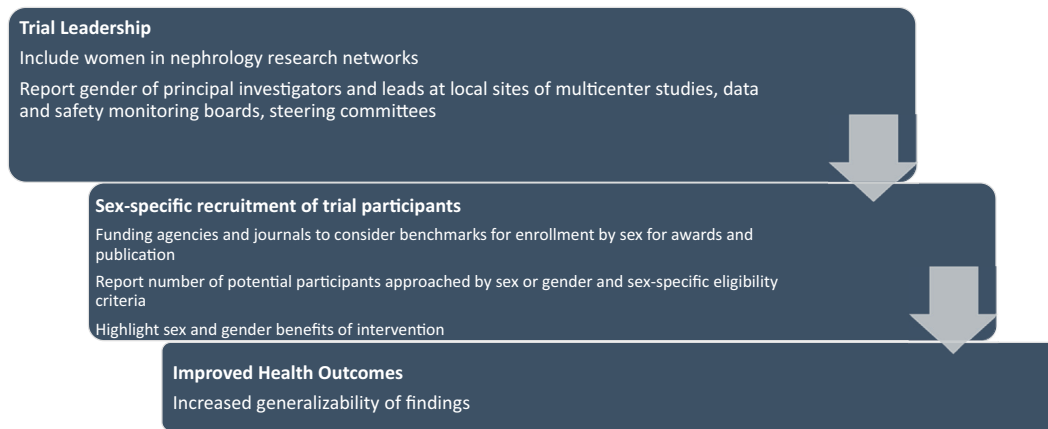 Trial Leadership
Include women in nephrology research networks
Report gender of principal investigators and leads at local sites of multicenter studies, data
and safety monitoring boards, steering committees
Sex-specific recruitment of trial participants
Funding agencies and journals to consider benchmarks for enrollment by sex for awards and
publication
Report number of potential participants approached by sex or gender and sex-specific eligibility
criteria
Highlight sex and gender benefits of intervention
Improved Health Outcomes
Increased generalizability of findings